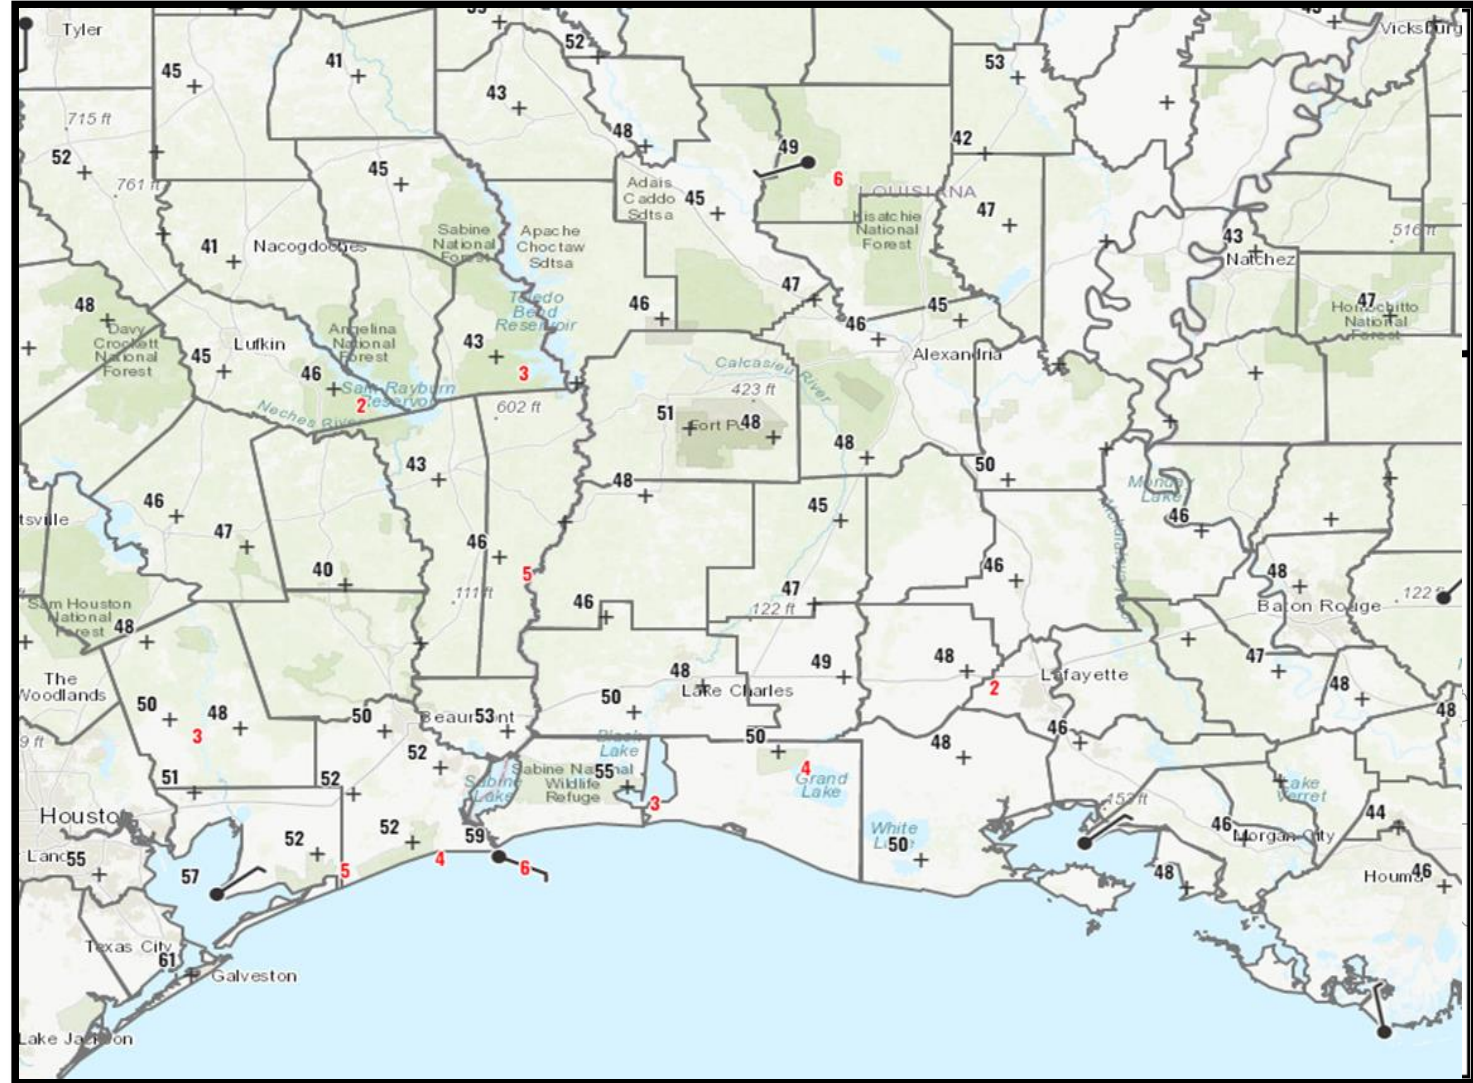 Tyler
52
53
Vicksburg
45
41
43
715 ft
48
49
42
52
45
6
761 ft
Adais
Caddo
Sdtsa
45
LOUISIANA
47
Kisatchie
National
Forest
Sabine
National
Forest
Apache
Choctaw
Sdtsa
516 ft
43
Natchez
41
Nacogdoches
47
48
Toledo
Bend
Reservoir
46
45
47
Homochitto
National
Forest
Davy
Crockett
National
Forest
Angelina
National
Forest
46
Lufkin
43
Alexandria
45
46
3
Calcasieu River
423 ft
Sam Rayburn
Reservoir
2
Neches River
602 ft
51
48
48
43
50
48
46
45
46
tsville
47
46
40
46
5
46
48
111 ft
47
122 ft
Baton Rouge
122
Sam Houston
National
Forest
48
46
The
Woodlands
48
Lake Charles
49
48
2
Lafayette
47
48
50
48
3
50
Beaumont
53
50
48
9 ft
Black
Lake
50
48
46
52
51
52
Sabine
Lake
Sabine National
Wildlife
Refuge
55
3
4
Grand
Lake
Lake
Verret
153 ft
Houston
44
52
52
59
White
50
46
Morgan City
55
57
5
4
6
48
Houma
46
Texas City
61
Galveston
Lake Jackson